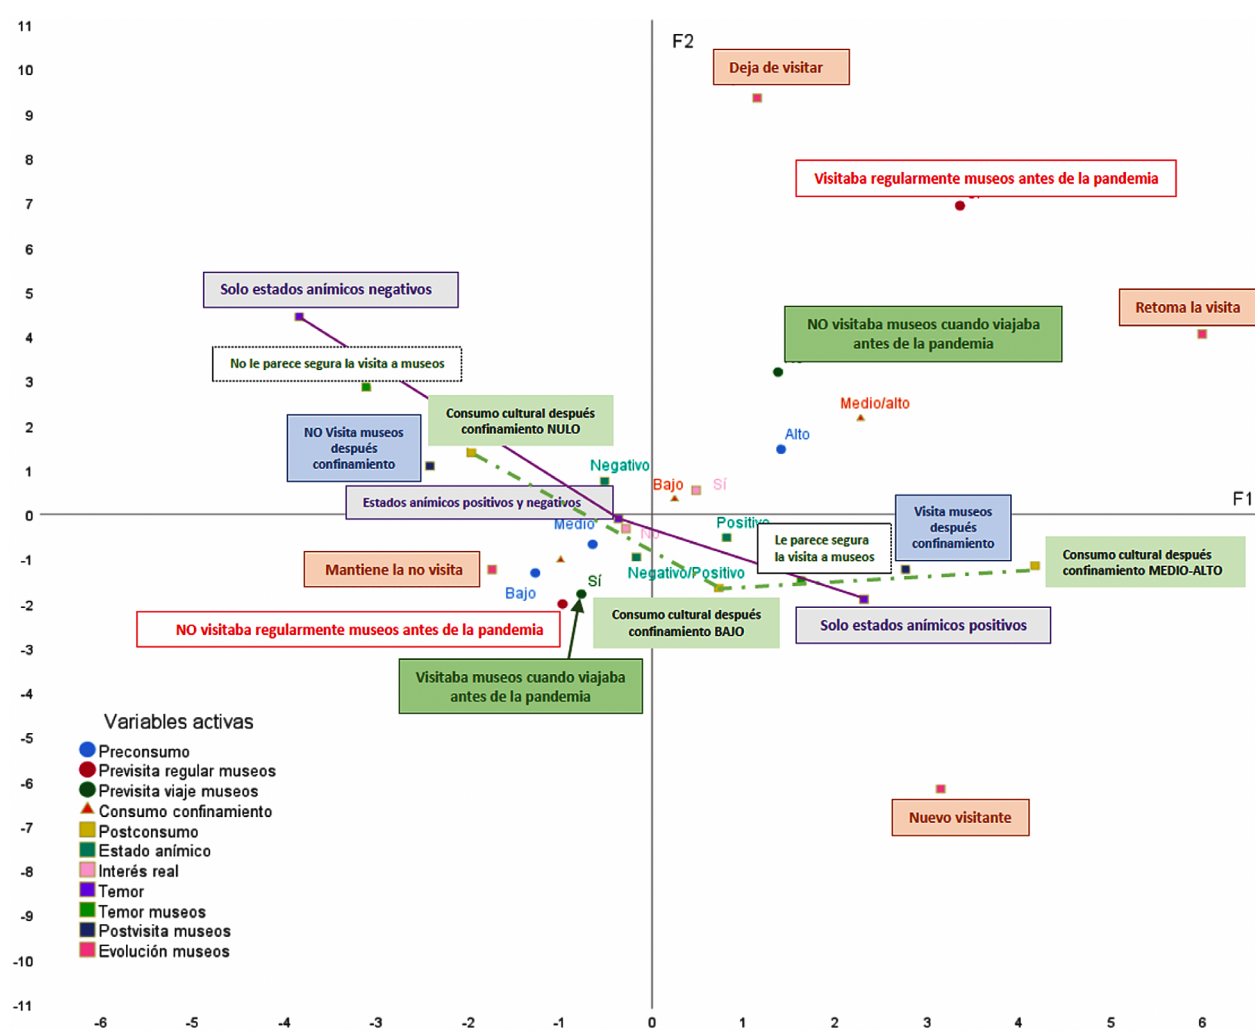 11
F2
10
Deja de visitar
9
8
Visitaba regularmente museos antes de la pandemia
7
6
Solo estados anímicos negativos
5
Retoma la visita
NO visitaba museos cuando viajaba
antes de la pandemia
4
No le parece segura la visita a museos
3
Medio/alto
Consumo cultural después
confinamiento NULO
NO Visita museos
después
confinamiento
2
Alto
1
Negativo
Bajo
Sí
Estados anímicos positivos y negativos
0
F1
Medio
No
Positivo
Visita museos
después
confinamiento
Le parece segura
la visita a museos
Consumo cultural después
confinamiento MEDIO-ALTO
-1
Mantiene la no visita
Negativo/Positivo
Sí
Bajo
-2
Consumo cultural después
confinamiento BAJO
NO visitaba regularmente museos antes de la pandemia
Solo estados anímicos positivos
-3
Visitaba museos cuando viajaba
antes de la pandemia
-4
Variables activas
-5
Preconsumo
Previsita regular museos
-6
Previsita viaje museos
Consumo confinamiento
Nuevo visitante
-7
Postconsumo
Estado anímico
-8
Interés real
Temor
-9
Temor museos
Postvisita museos
Evolución museos
-10
-11
-6 -5 -4 -3 -2 -1 0 1 2 3 4 5 6